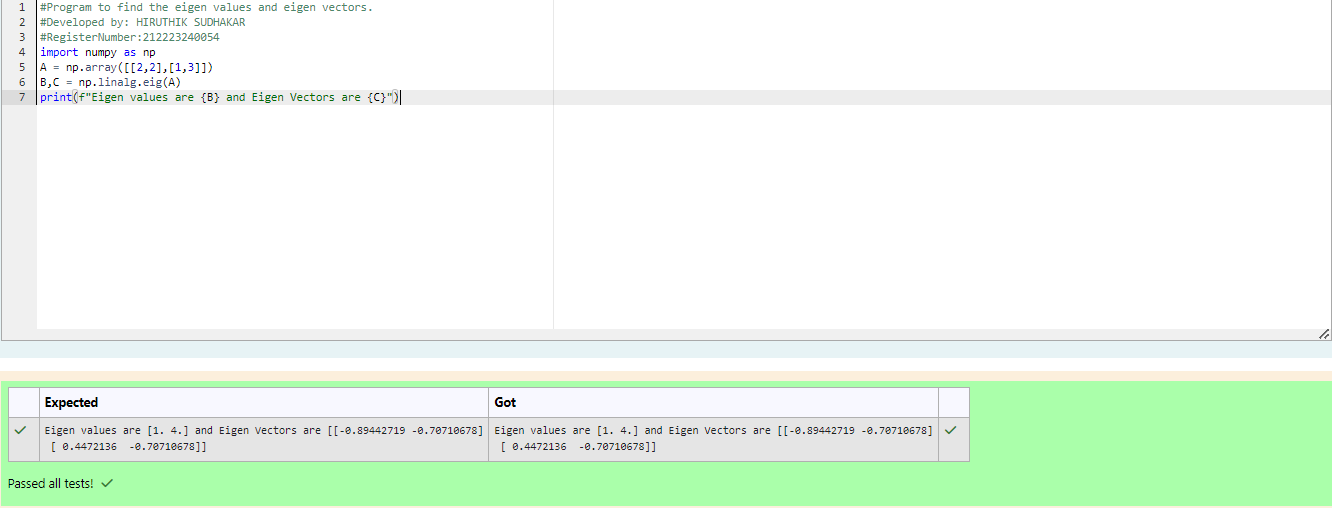 1 #Program to find the eigen values and eigen vectors.
2 #Developed by: HIRUTHIK SUDHAKAR
3 #RegisterNumber:212223240054
4 import numpy as np
5 A = np.array([[2,2],[1,3]])
6 B,C = np.linalg.eig(A)
7 print(f"Eigen values are {B} and Eigen Vectors are {C}")
Expected Got
Eigen values are [1. 4.] and Eigen Vectors are [[-0.89442719 -0.70710678] Eigen values are [1. 4.] and Eigen Vectors are [[-0.89442719 -0.70710678]
[ 0.4472136  -0.70710678]] [ 0.4472136  -0.70710678]]
Passed all tests!